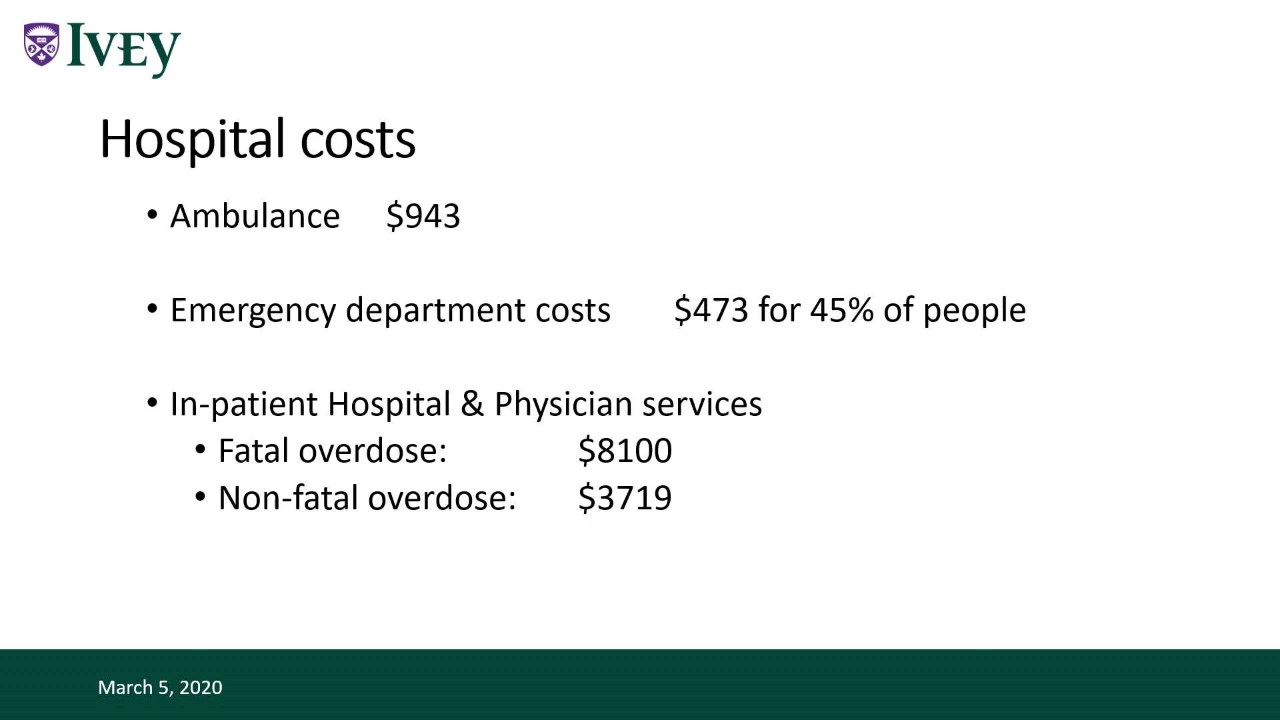 IVEY
Hospital costs
• Ambulance $943
• Emergency department costs $473 for 45% of people
• In-patient Hospital & Physician services
• Fatal overdose: $8100
• Non-fatal overdose: $3719
March 5, 2020